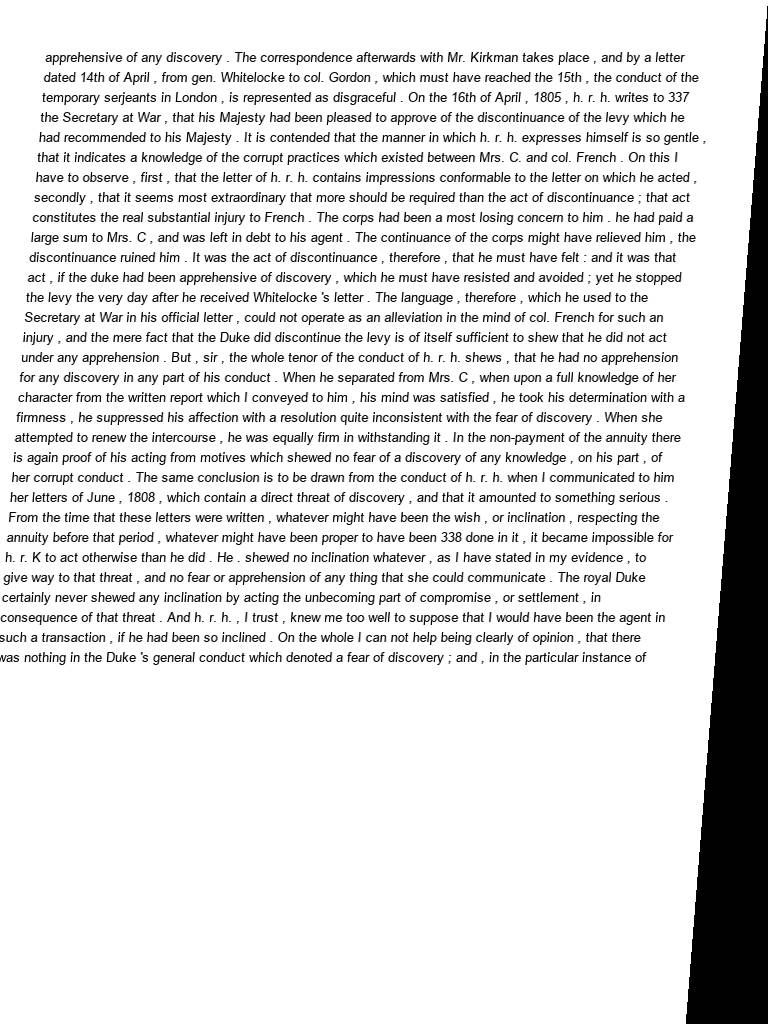 apprehensive of any discovery . The correspondence afterwards with Mr. Kirkman takes place , and by a letter
dated 14th of April , from gen. Whitelocke to col. Gordon , which must have reached the 15th , the conduct of the
temporary serjeants in London , is represented as disgraceful . On the 16th of April , 1805 , h. r. h. writes to 337
the Secretary at War , that his Majesty had been pleased to approve of the discontinuance of the levy which he
had recommended to his Majesty . It is contended that the manner in which h. r. h. expresses himself is so gentle ,
that it indicates a knowledge of the corrupt practices which existed between Mrs. C. and col. French . On this I
have to observe , first , that the letter of h. r. h. contains impressions conformable to the letter on which he acted ,
secondly , that it seems most extraordinary that more should be required than the act of discontinuance ; that act
constitutes the real substantial injury to French . The corps had been a most losing concern to him . he had paid a
large sum to Mrs. C , and was left in debt to his agent . The continuance of the corps might have relieved him , the
discontinuance ruined him . It was the act of discontinuance , therefore , that he must have felt : and it was that
act , if the duke had been apprehensive of discovery , which he must have resisted and avoided ; yet he stopped
the levy the very day after he received Whitelocke 's letter . The language , therefore , which he used to the
Secretary at War in his official letter , could not operate as an alleviation in the mind of col. French for such an
injury , and the mere fact that the Duke did discontinue the levy is of itself sufficient to shew that he did not act
under any apprehension . But , sir , the whole tenor of the conduct of h. r. h. shews , that he had no apprehension
for any discovery in any part of his conduct . When he separated from Mrs. C , when upon a full knowledge of her
character from the written report which I conveyed to him , his mind was satisfied , he took his determination with a
firmness , he suppressed his affection with a resolution quite inconsistent with the fear of discovery . When she
attempted to renew the intercourse , he was equally firm in withstanding it . In the non-payment of the annuity there
is again proof of his acting from motives which shewed no fear of a discovery of any knowledge , on his part , of
her corrupt conduct . The same conclusion is to be drawn from the conduct of h. r. h. when I communicated to him
her letters of June , 1808 , which contain a direct threat of discovery , and that it amounted to something serious .
From the time that these letters were written , whatever might have been the wish , or inclination , respecting the
annuity before that period , whatever might have been proper to have been 338 done in it , it became impossible for
h. r. K to act otherwise than he did . He . shewed no inclination whatever , as I have stated in my evidence , to
give way to that threat , and no fear or apprehension of any thing that she could communicate . The royal Duke
certainly never shewed any inclination by acting the unbecoming part of compromise , or settlement , in
consequence of that threat . And h. r. h. , I trust , knew me too well to suppose that I would have been the agent in
such a transaction , if he had been so inclined . On the whole I can not help being clearly of opinion , that there
was nothing in the Duke 's general conduct which denoted a fear of discovery ; and , in the particular instance of